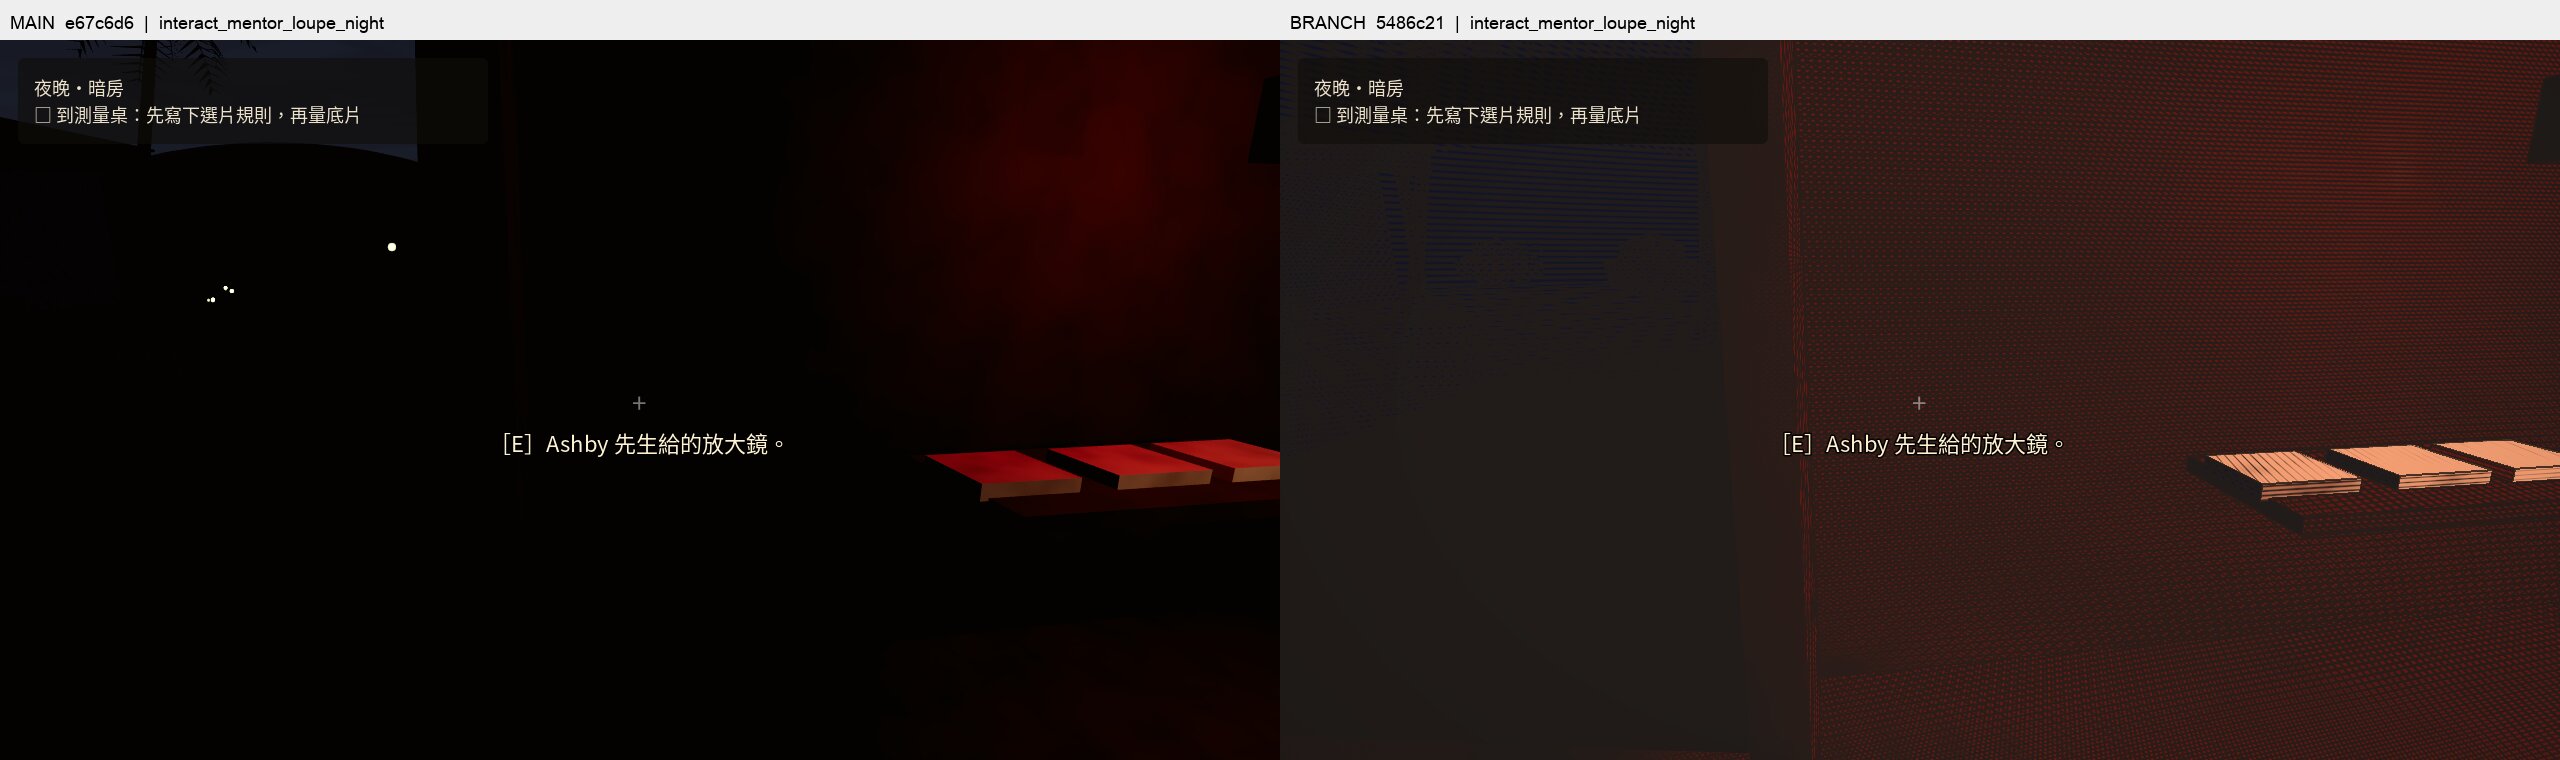 MAIN e67c6d6 | interact_mentor_loupe_night
夜晚・暗房
□ 到測量桌：先寫下選片規則，再量底片
[E] Ashby 先生給的放大鏡。
BRANCH 5486c21 | interact_mentor_loupe_night
夜晚・暗房
□ 到測量桌：先寫下選片規則，再量底片
[E] Ashby 先生給的放大鏡。